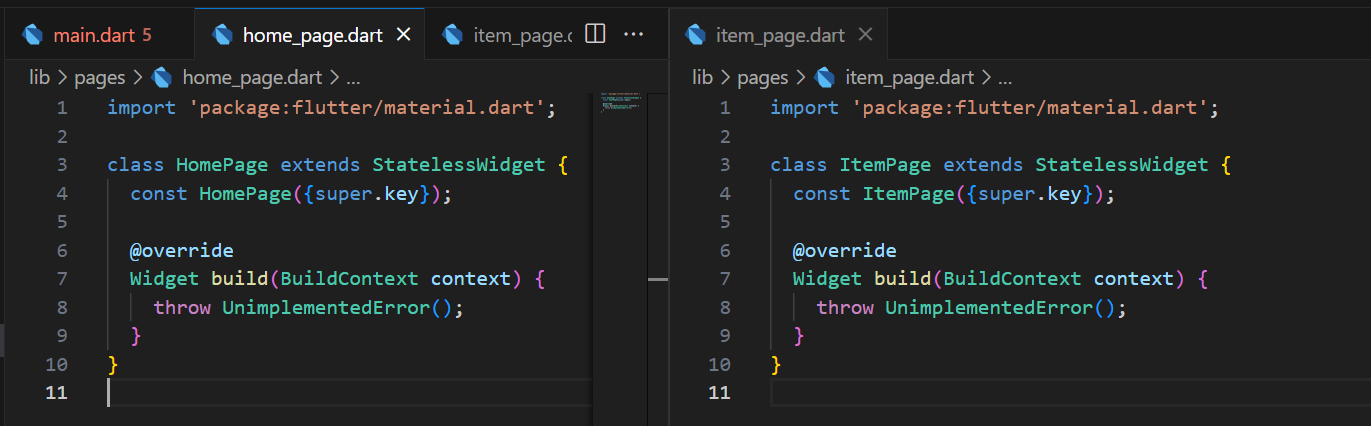 main.dart 5
home_page.dart
item_page.c
lib > pages > home_page.dart > ...
1 import 'package:flutter/material.dart';
2
3 class HomePage extends StatelessWidget {
4   const HomePage({super.key});
5
6   @override
7   Widget build(BuildContext context) {
8     throw UnimplementedError();
9   }
10 }
11
item_page.dart
lib > pages > item_page.dart > ...
1 import 'package:flutter/material.dart';
2
3 class ItemPage extends StatelessWidget {
4   const ItemPage({super.key});
5
6   @override
7   Widget build(BuildContext context) {
8     throw UnimplementedError();
9   }
10 }
11